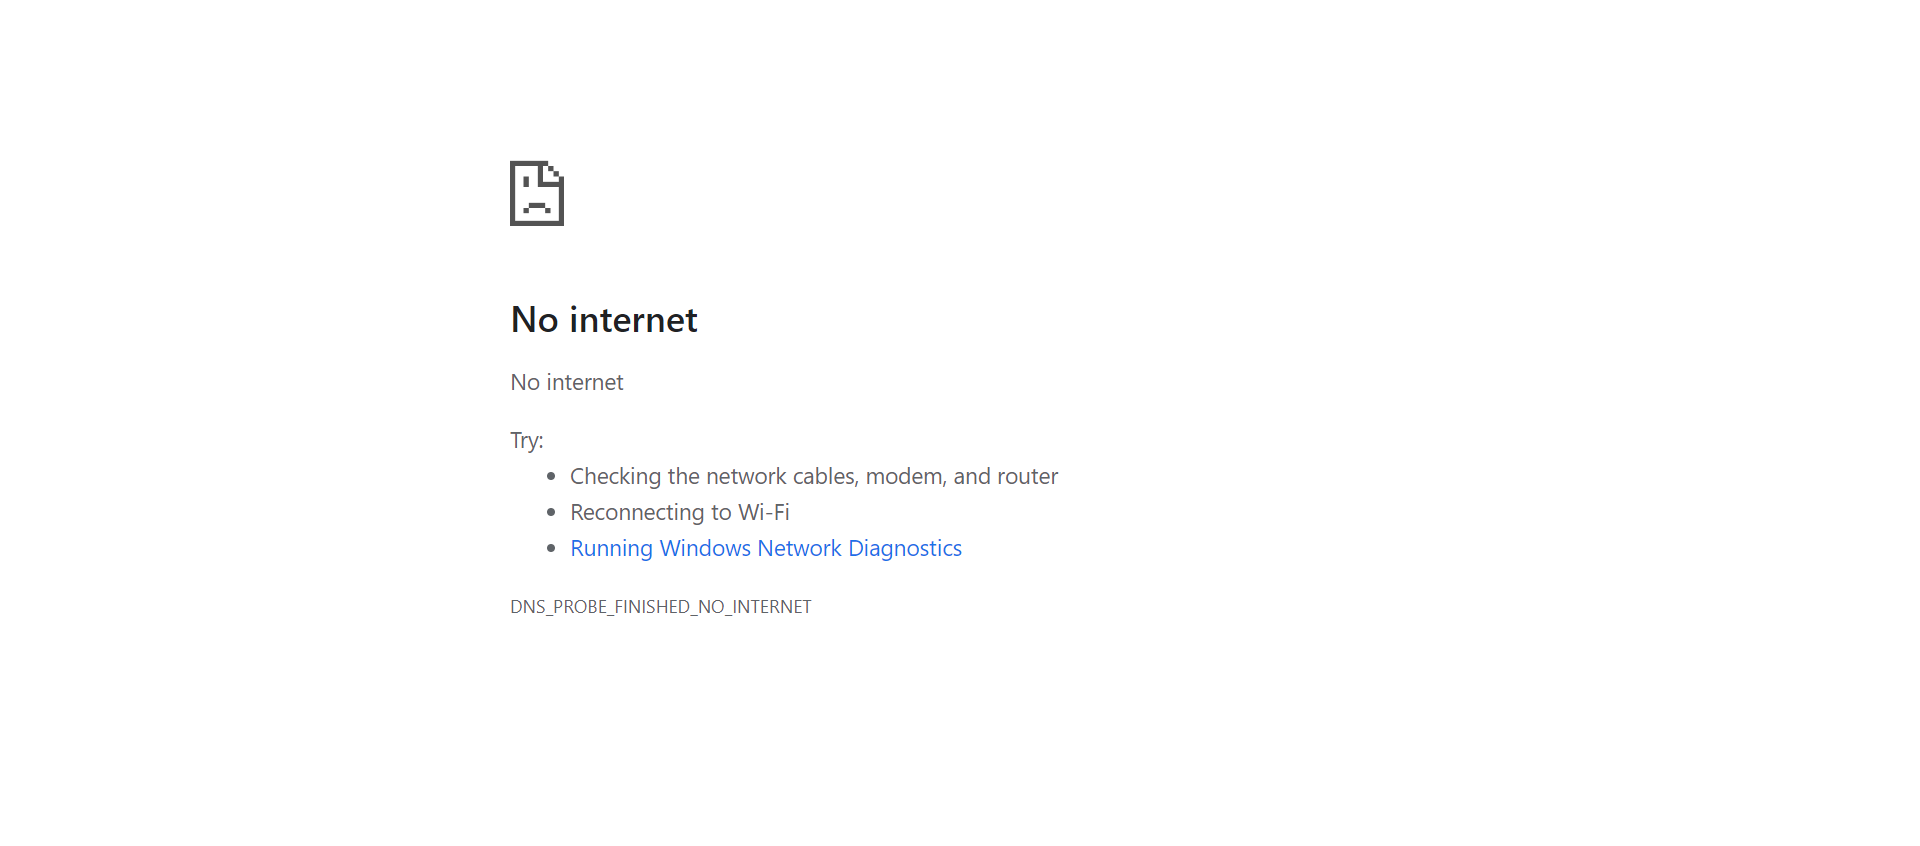 No internet
No internet
Try:
Checking the network cables, modem, and router
Reconnecting to Wi-Fi
Running Windows Network Diagnostics
DNS_PROBE_FINISHED_NO_INTERNET